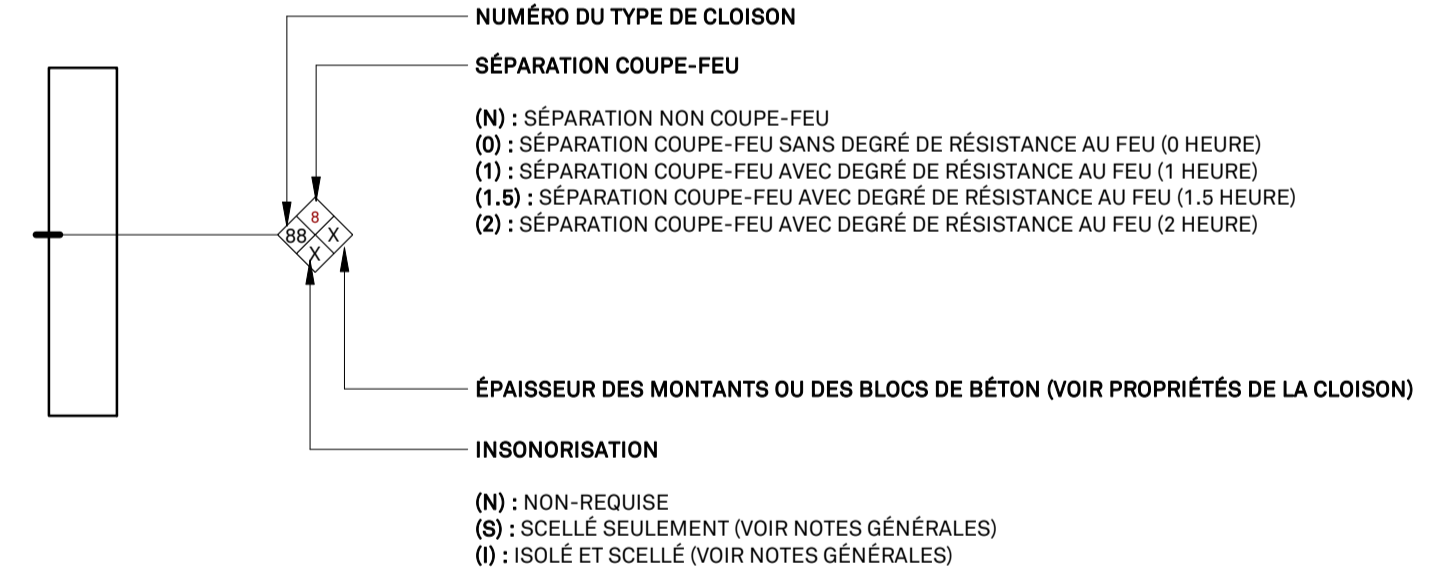 NUMÉRO DU TYPE DE CLOISON
SÉPARATION COUPE-FEU
(N) : SÉPARATION NON COUPE-FEU
(0) : SÉPARATION COUPE-FEU SANS DEGRÉ DE RÉSISTANCE AU FEU (0 HEURE)
(1) : SÉPARATION COUPE-FEU AVEC DEGRÉ DE RÉSISTANCE AU FEU (1 HEURE)
(1.5) : SÉPARATION COUPE-FEU AVEC DEGRÉ DE RÉSISTANCE AU FEU (1.5 HEURE)
(2) : SÉPARATION COUPE-FEU AVEC DEGRÉ DE RÉSISTANCE AU FEU (2 HEURE)
8
88 X
X
ÉPAISSEUR DES MONTANTS OU DES BLOCS DE BÉTON (VOIR PROPRIÉTÉS DE LA CLOISON)
INSONORISATION
(N) : NON-REQUISE
(S) : SCELLÉ SEULEMENT (VOIR NOTES GÉNÉRALES)
(I) : ISOLÉ ET SCELLÉ (VOIR NOTES GÉNÉRALES)